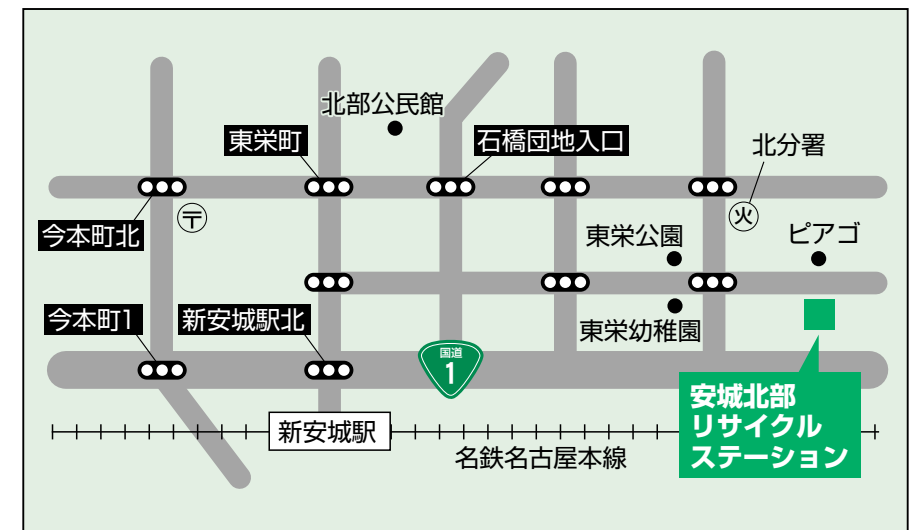 北部公民館
東栄町
石橋団地入口
北分署
今本町北
〒
火
東栄公園
ピアゴ
今本町1
新安城駅北
東栄幼稚園
国道
1
安城北部
リサイクル
ステーション
新安城駅
名鉄名古屋本線